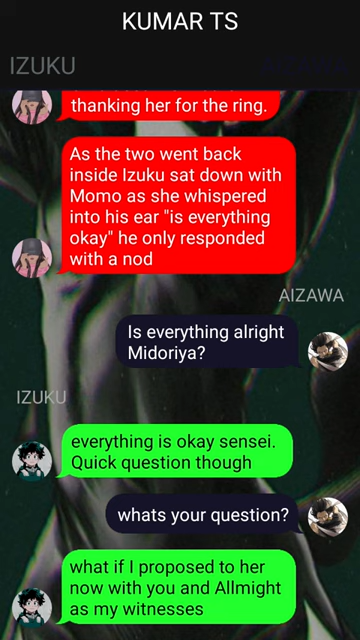 KUMAR TS
IZUKU
AIZAWA
thanking her for the ring.
As the two went back
inside Izuku sat down with
Momo as she whispered
into his ear "is everything
okay" he only responded
with a nod
AIZAWA
Is everything alright
Midoriya?
IZUKU
everything is okay sensei.
Quick question though
whats your question?
what if I proposed to her
now with you and Allmight
as my witnesses